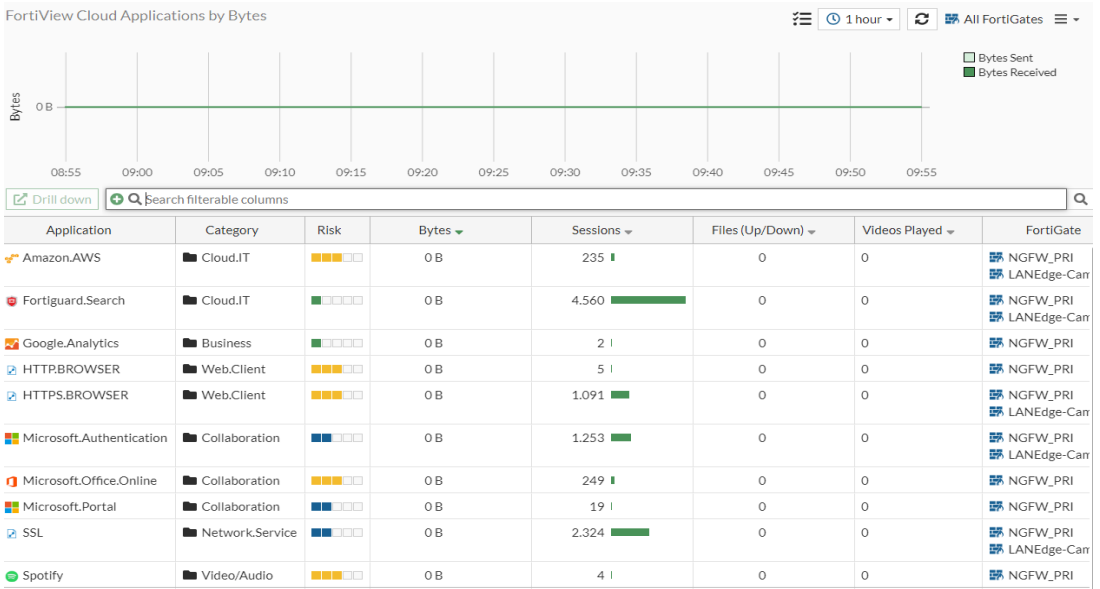 FortiView Cloud Applications by Bytes
1 hour All FortiGates
Bytes Sent
Bytes Received
Bytes
0 B
08:55 09:00 09:05 09:10 09:15 09:20 09:25 09:30 09:35 09:40 09:45 09:50 09:55
Drill down Search filterable columns
Application Category Risk Bytes Sessions Files (Up/Down) Videos Played FortiGate
Amazon.AWS Cloud.IT 0 B 235 0 0 NGFW_PRI
LANEdge-Cam
Fortiguard.Search Cloud.IT 0 B 4.560 0 0 NGFW_PRI
LANEdge-Cam
Google.Analytics Business 0 B 2 0 0 NGFW_PRI
HTTP.BROWSER Web.Client 0 B 5 0 0 NGFW_PRI
HTTPS.BROWSER Web.Client 0 B 1.091 0 0 NGFW_PRI
LANEdge-Cam
Microsoft.Authentication Collaboration 0 B 1.253 0 0 NGFW_PRI
LANEdge-Cam
Microsoft.Office.Online Collaboration 0 B 249 0 0 NGFW_PRI
Microsoft.Portal Collaboration 0 B 19 0 0 NGFW_PRI
SSL Network.Service 0 B 2.324 0 0 NGFW_PRI
LANEdge-Cam
Spotify Video/Audio 0 B 4 0 0 NGFW_PRI